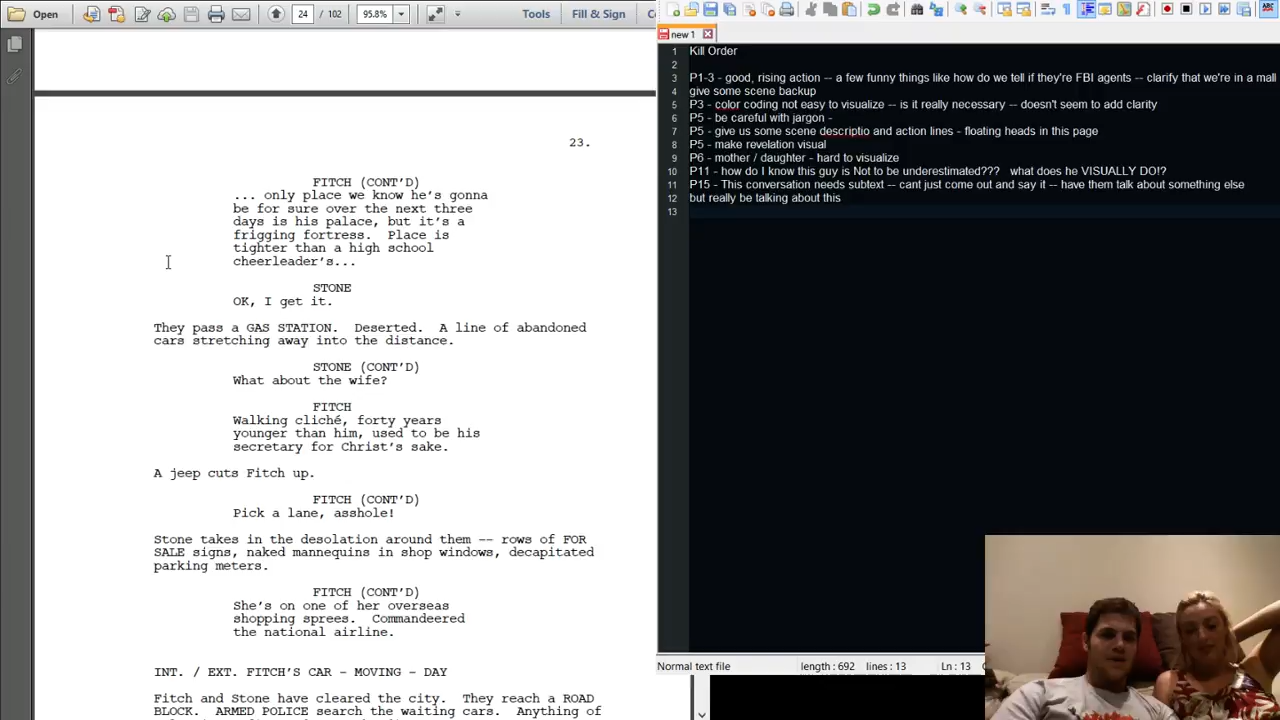 Open
24
/ 102
95.8%
Tools
Fill & Sign
23.
FITCH (CONT'D)
... only place we know he's gonna
be for sure over the next three
days is his palace, but it's a
frigging fortress. Place is
tighter than a high school
cheerleader's...
STONE
OK, I get it.
They pass a GAS STATION. Deserted. A line of abandoned
cars stretching away into the distance.
STONE (CONT'D)
What about the wife?
FITCH
Walking cliché, forty years
younger than him, used to be his
secretary for Christ's sake.
A jeep cuts Fitch up.
FITCH (CONT'D)
Pick a lane, asshole!
Stone takes in the desolation around them -- rows of FOR
SALE signs, naked mannequins in shop windows, decapitated
parking meters.
FITCH (CONT'D)
She's on one of her overseas
shopping sprees. Commandeered
the national airline.
INT. / EXT. FITCH'S CAR – MOVING – DAY
Fitch and Stone have cleared the city. They reach a ROAD
BLOCK. ARMED POLICE search the waiting cars. Anything of
new 1
1 Kill Order
2
3 P1-3 - good, rising action -- a few funny things like how do we tell if they're FBI agents -- clarify that we're in a mall
4 give some scene backup
5 P3 - color coding not easy to visualize -- is it really necessary -- doesn't seem to add clarity
6 P5 - be careful with jargon -
7 P5 - give us some scene descriptio and action lines - floating heads in this page
8 P5 - make revelation visual
9 P6 - mother / daughter - hard to visualize
10 P11 - how do I know this guy is Not to be underestimated??? what does he VISUALLY DO!?
11 P15 - This conversation needs subtext -- cant just come out and say it -- have them talk about something else
12 but really be talking about this
13
Normal text file
length : 692 lines : 13
Ln : 13